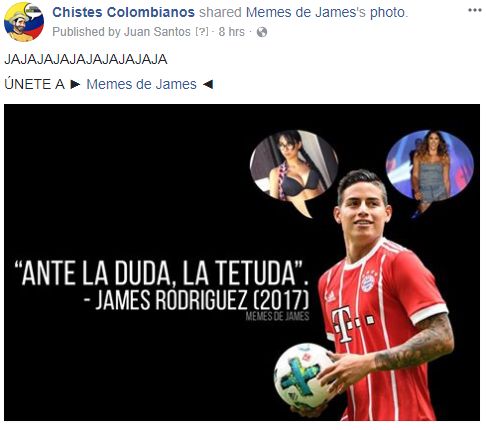 Chistes Colombianos shared Memes de James's photo.
Published by Juan Santos [?] · 8 hrs ·
JAJAJAJAJAJAJAJAJAJA
ÚNETE A ► Memes de James ◄
“ANTE LA DUDA, LA TETUDA”.
- JAMES RODRIGUEZ (2017)
MEMES DE JAMES
T